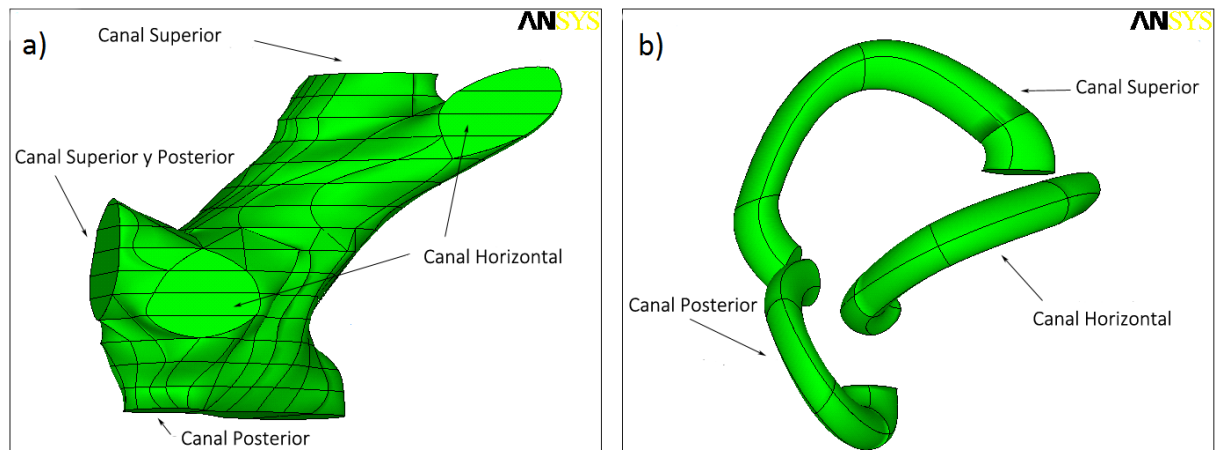 a)
ANSYS
Canal Superior
Canal Superior y Posterior
Canal Horizontal
Canal Posterior
b)
ANSYS
Canal Superior
Canal Posterior
Canal Horizontal